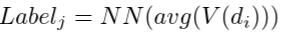 Label_j = NN(avg(V(d_i)))